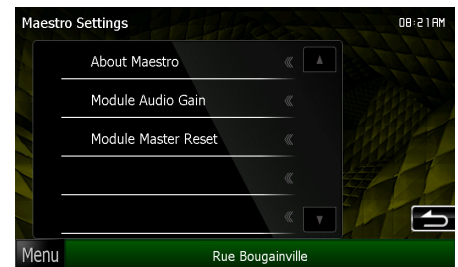 Maestro Settings
08:21AM
About Maestro
Module Audio Gain
Module Master Reset
Menu
Rue Bougainville